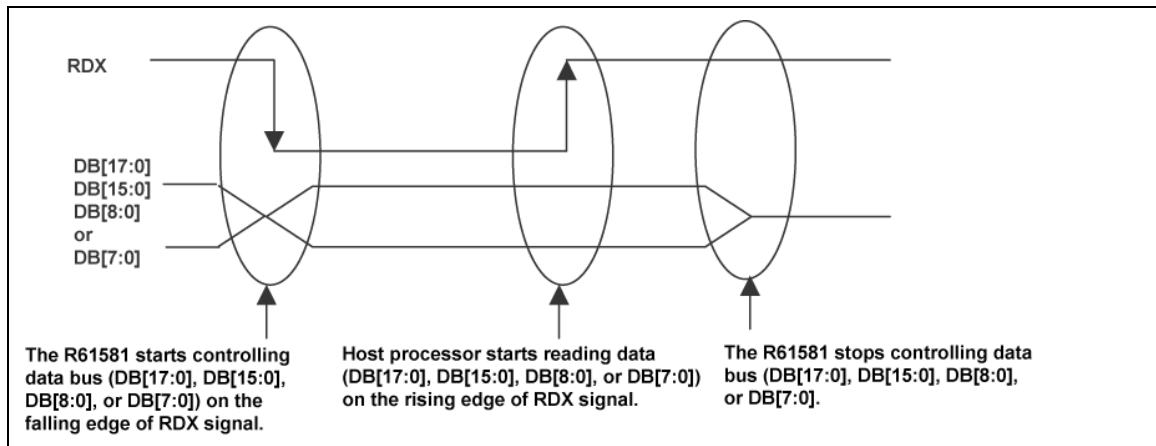 RDX
DB[17:0]
DB[15:0]
DB[8:0]
or
DB[7:0]
The R61581 starts controlling
data bus (DB[17:0], DB[15:0],
DB[8:0], or DB[7:0]) on the
falling edge of RDX signal.
Host processor starts reading data
(DB[17:0], DB[15:0], DB[8:0], or DB[7:0])
on the rising edge of RDX signal.
The R61581 stops controlling data
bus (DB[17:0], DB[15:0], DB[8:0],
or DB[7:0].